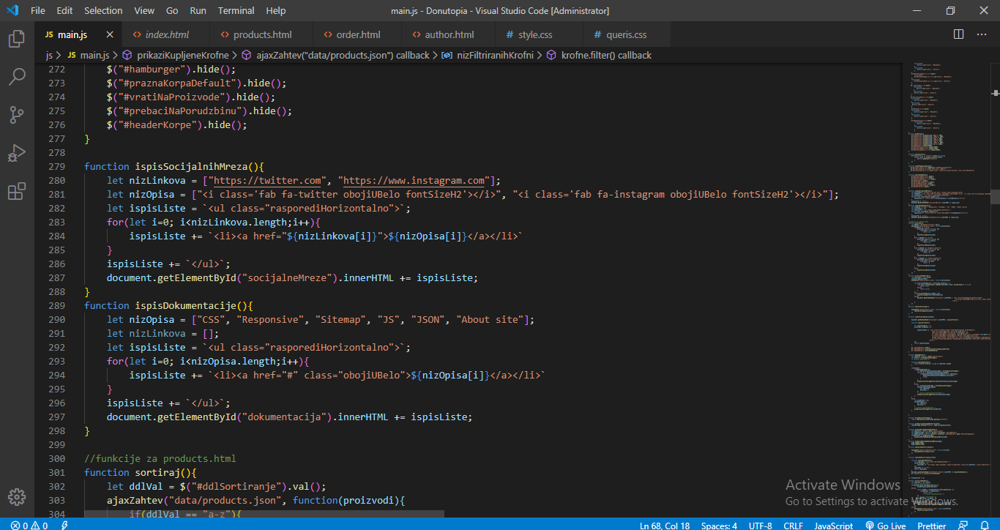 File Edit Selection View Go Run Terminal Help main.js - Donutopia - Visual Studio Code [Administrator]
JS main.js <> index.html <> products.html <> order.html <> author.html # style.css # queris.css
js > JS main.js > prikaziKupljeneKrofne > ajaxZahtev("data/products.json") callback > nizFiltriranihKrofni > krofne.filter() callback
272 $("#hamburger").hide();
273 $("#praznaKorpaDefault").hide();
274 $("#vratiNaProizvode").hide();
275 $("#prebaciNaPorudzbinu").hide();
276 $("#headerKorpe").hide();
277 }
278
279 function ispisSocijalnihMreza(){
280 let nizLinkova = ["https://twitter.com", "https://www.instagram.com"];
281 let nizOpisa = ["<i class='fab fa-twitter obojiUBelo fontSizeH2'></i>", "<i class='fab fa-instagram obojiUBelo fontSizeH2'></i>"];
282 let ispisListe = `<ul class="rasporediHorizontalno">`;
283 for(let i=0; i<nizLinkova.length;i++){
284 ispisListe += `<li><a href="${nizLinkova[i]}">${nizOpisa[i]}</a></li>`
285 }
286 ispisListe += `</ul>`;
287 document.getElementById("socijalneMreze").innerHTML += ispisListe;
288 }
289 function ispisDokumentacije(){
290 let nizOpisa = ["CSS", "Responsive", "Sitemap", "JS", "JSON", "About site"];
291 let nizLinkova = [];
292 let ispisListe = `<ul class="rasporediHorizontalno">`;
293 for(let i=0; i<nizOpisa.length;i++){
294 ispisListe += `<li><a href="#" class="obojiUBelo">${nizOpisa[i]}</a></li>`
295 }
296 ispisListe += `</ul>`;
297 document.getElementById("dokumentacija").innerHTML += ispisListe;
298 }
299
300 //funkcije za products.html
301 function sortiraj(){
302 let ddlVal = $("#ddlSortiranje").val();
303 ajaxZahtev("data/products.json", function(proizvodi){
304 if(ddlVal == "a-z"){
Activate Windows
Go to Settings to activate Windows.
0 0 Ln 68, Col 18 Spaces: 4 UTF-8 CRLF JavaScript Go Live Prettier